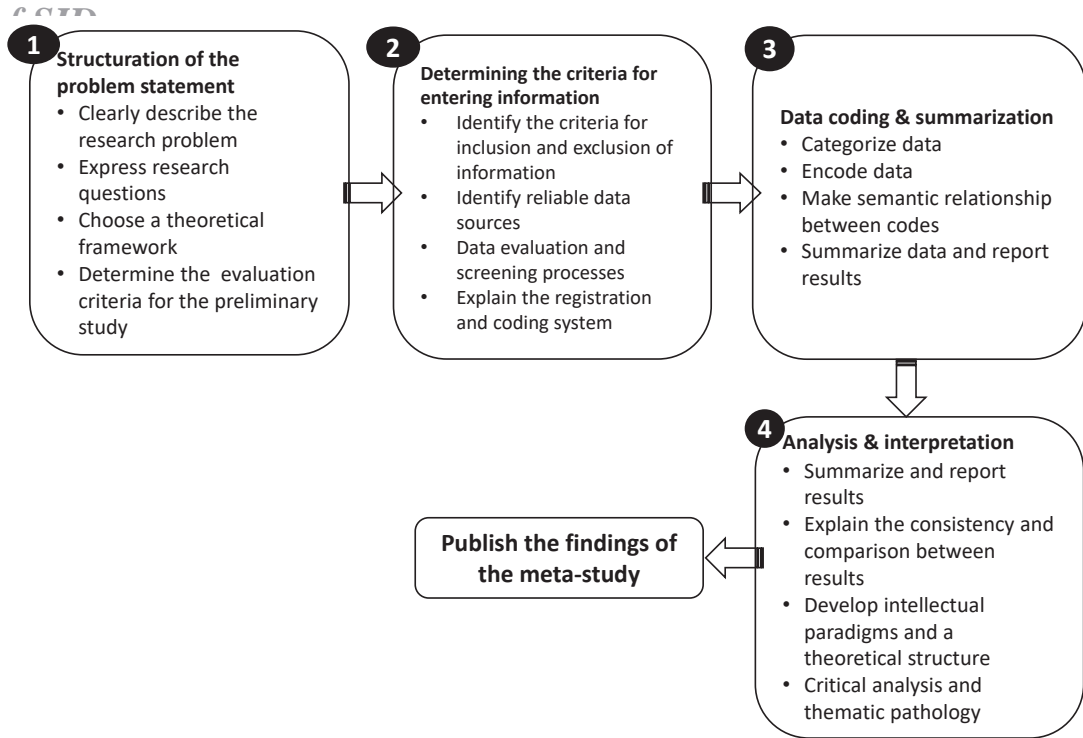 of SID
1
Structuration of the
problem statement
• Clearly describe the
research problem
• Express research
questions
• Choose a theoretical
framework
• Determine the evaluation
criteria for the preliminary
study
2
Determining the criteria for
entering information
• Identify the criteria for
inclusion and exclusion of
information
• Identify reliable data
sources
• Data evaluation and
screening processes
• Explain the registration
and coding system
3
Data coding & summarization
• Categorize data
• Encode data
• Make semantic relationship
between codes
• Summarize data and report
results
4
Analysis & interpretation
• Summarize and report
results
• Explain the consistency and
comparison between
results
• Develop intellectual
paradigms and a
theoretical structure
• Critical analysis and
thematic pathology
Publish the findings of
the meta-study